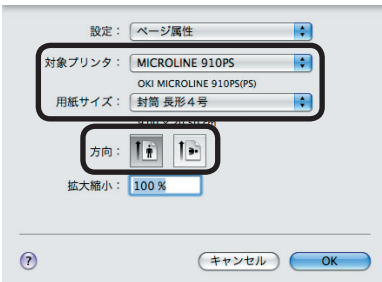 設定： ページ属性
対象プリンタ： MICROLINE 910PS
OKI MICROLINE 910PS(PS)
用紙サイズ： 封筒 長形4号
方向：
拡大縮小： 100 %
? キャンセル OK